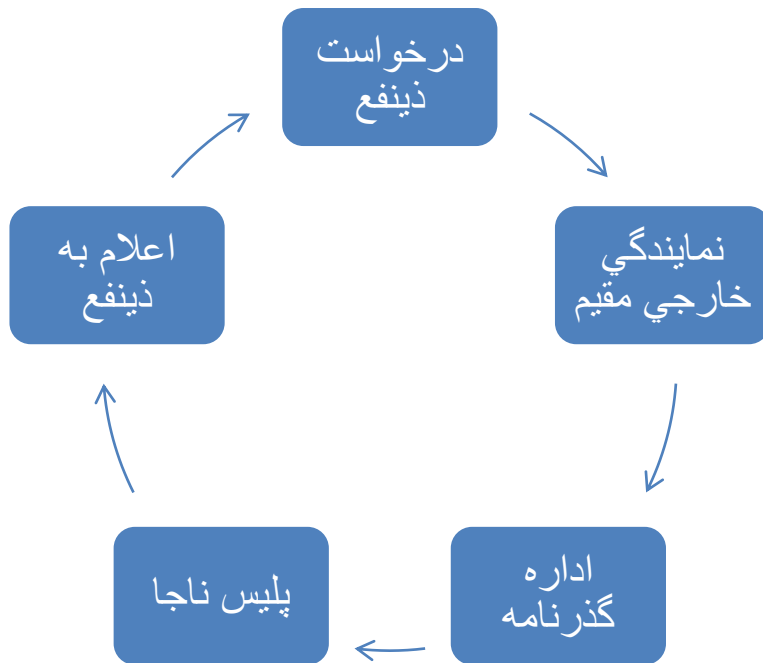 درخواست
ذينفع
نمايندگي
خارجي مقيم
اداره
گذرنامه
پليس ناجا
اعلام به
ذينفع